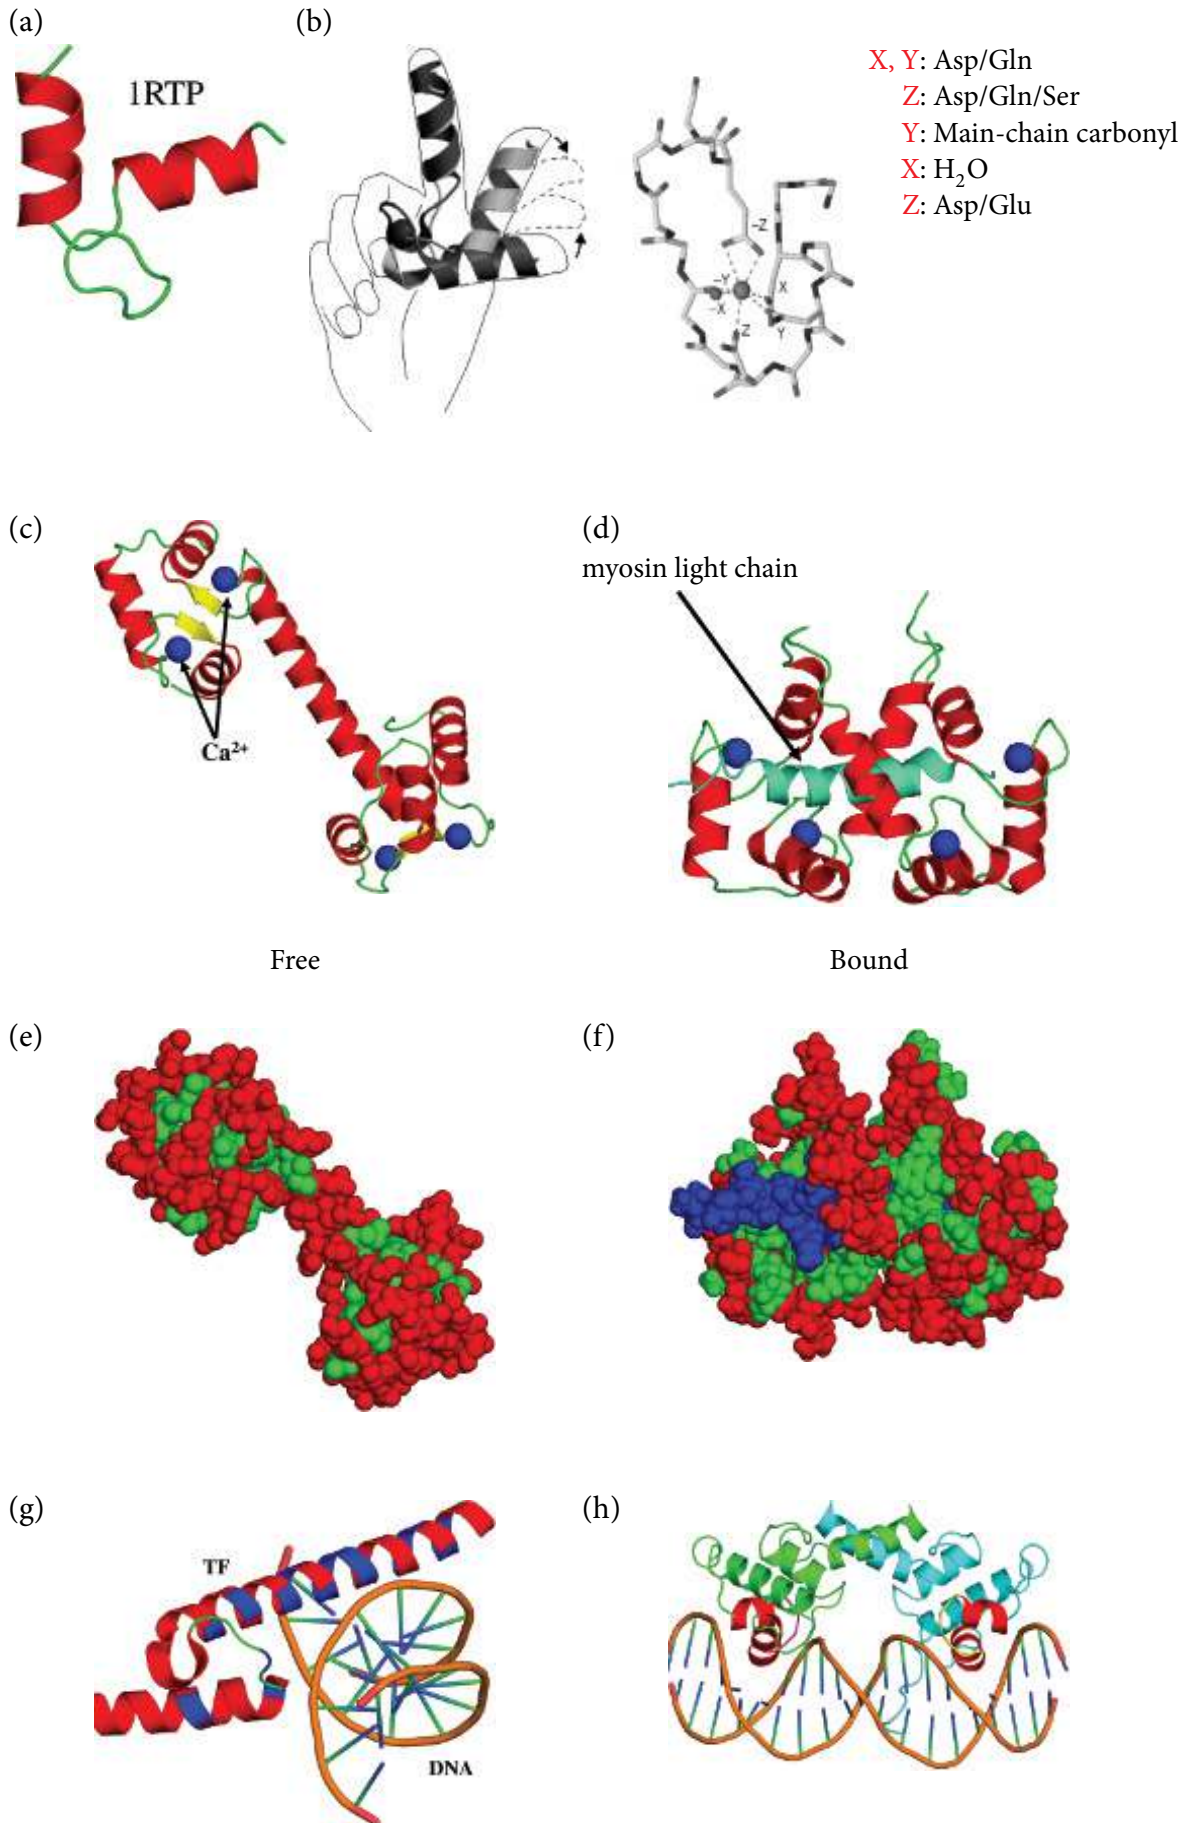 (a)
(b)
1RTP
X, Y: Asp/Gln
Z: Asp/Gln/Ser
Y: Main-chain carbonyl
X: H₂O
Z: Asp/Glu
–Z
–Y
X
–X
Z
Y
(c)
(d)
myosin light chain
Ca²⁺
Free
Bound
(e)
(f)
(g)
(h)
TF
DNA